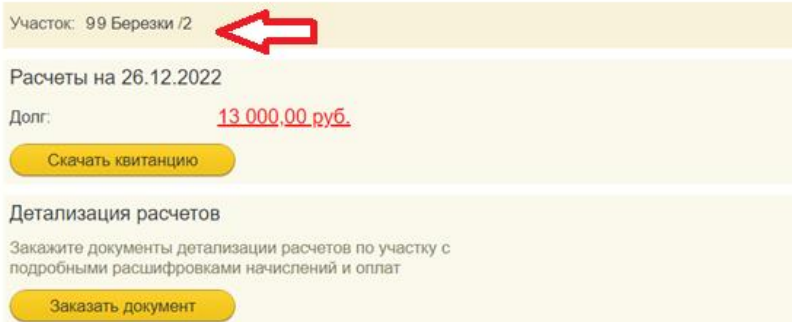 Участок: 99 Березки /2
Расчеты на 26.12.2022
Долг: 13 000,00 руб.
Скачать квитанцию
Детализация расчетов
Закажите документы детализации расчетов по участку с
подробными расшифровками начислений и оплат
Заказать документ